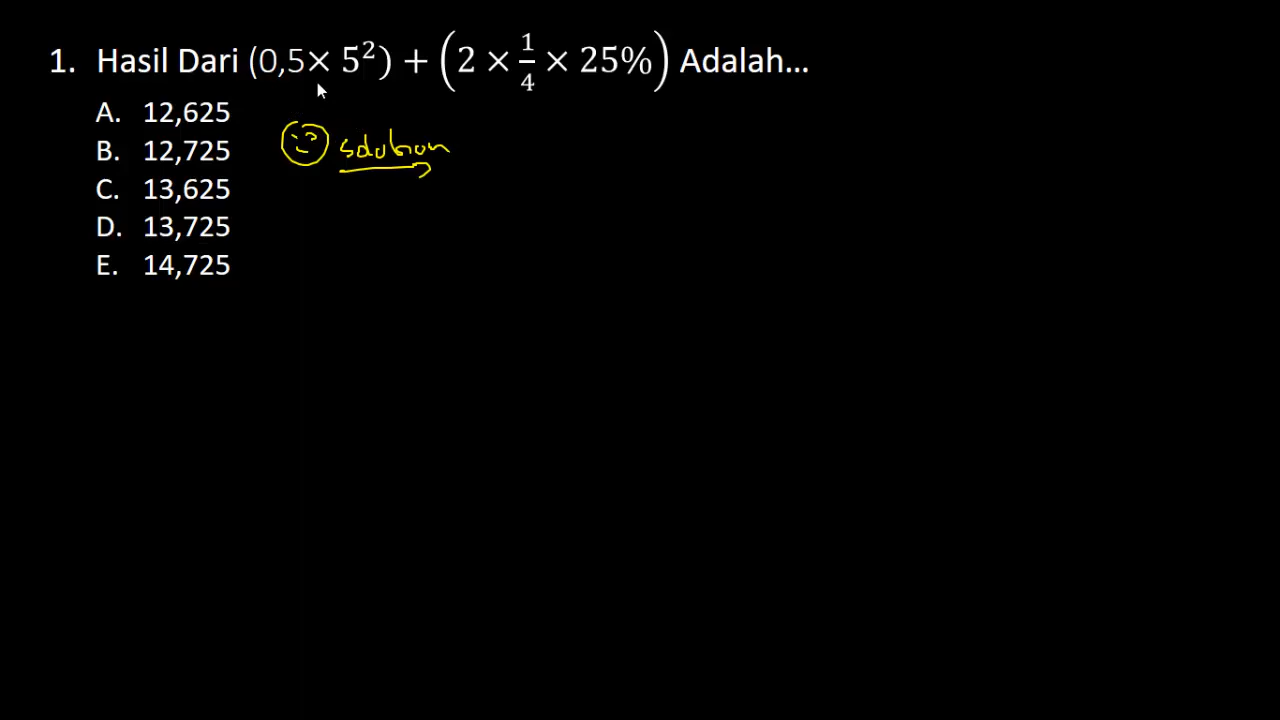 1. Hasil Dari (0,5× 5²) + (2 × 1/4 × 25%) Adalah...
A. 12,625
B. 12,725
solution
C. 13,625
D. 13,725
E. 14,725